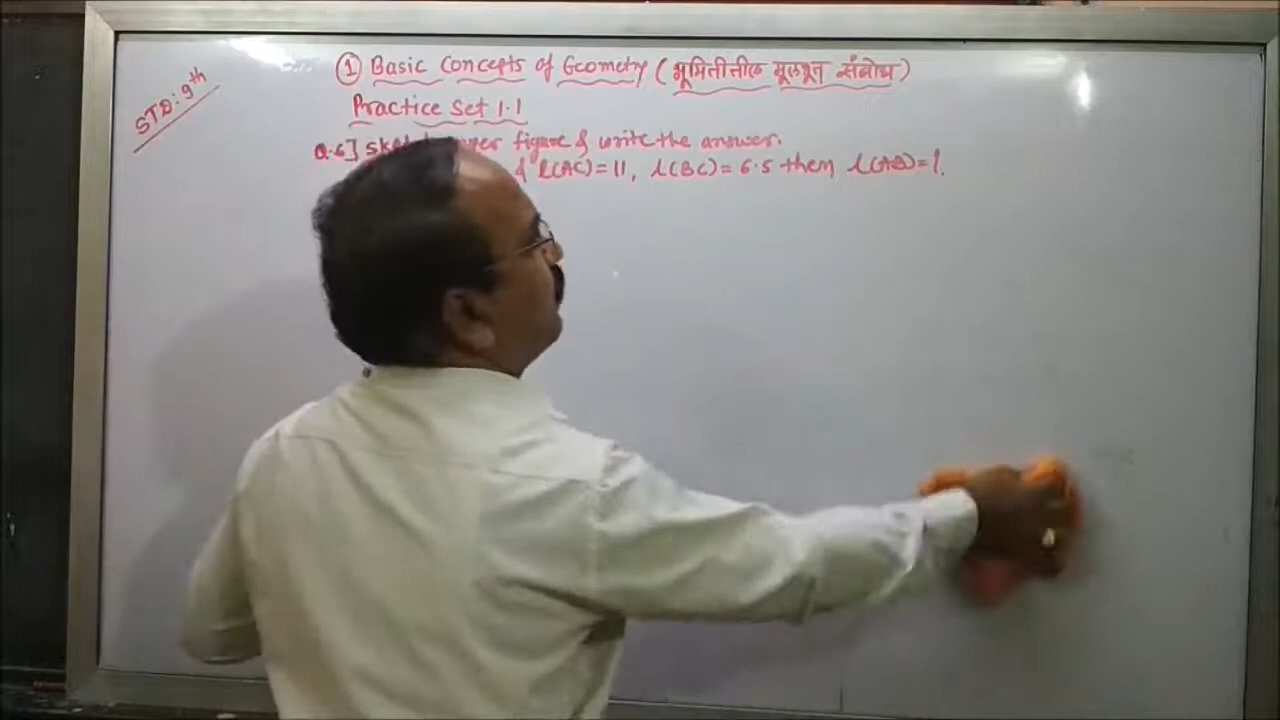 STD: 9th
① Basic Concepts of Geometry (भूमितीतील मूलभूत संबोध)
Practice Set 1.1
Q.6] figure & write the answer.
& l(AC)=11, l(BC)= 6.5 then l(AB)=?.